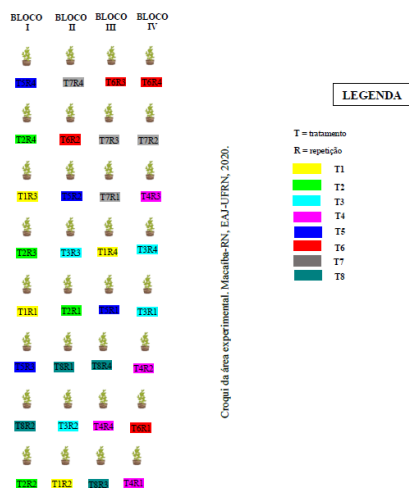 BLOCO I BLOCO II BLOCO III BLOCO IV
T7R4 T6R3 T6R4
T2R4 T6R2 T7R3 T7R2
T1R3 T7R1 T4R3
T2R3 T3R3 T1R4 T3R4
T1R1 T2R1 T3R1
T8R1 T8R4 T4R2
T8R2 T3R2 T4R4 T6R1
T2R2 T1R2 T8R3 T4R1
Croqui da área experimental. Macaíba-RN, EAJ-UFRN, 2020.
LEGENDA
T = tratamento
R = repetição
T1
T2
T3
T4
T5
T6
T7
T8